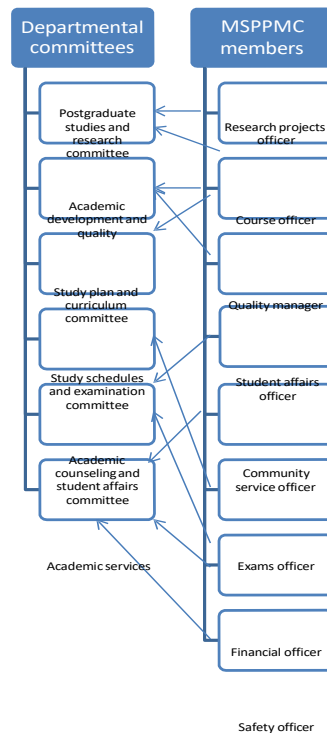 Departmental
committees
Postgraduate
studies and
research
committee
Academic
development and
quality
Study plan and
curriculum
committee
Study schedules
and examination
committee
Academic
counseling and
student affairs
committee
Academic services
MSPPMC
members
Research projects
officer
Course officer
Quality manager
Student affairs
officer
Community
service officer
Exams officer
Financial officer
Safety officer